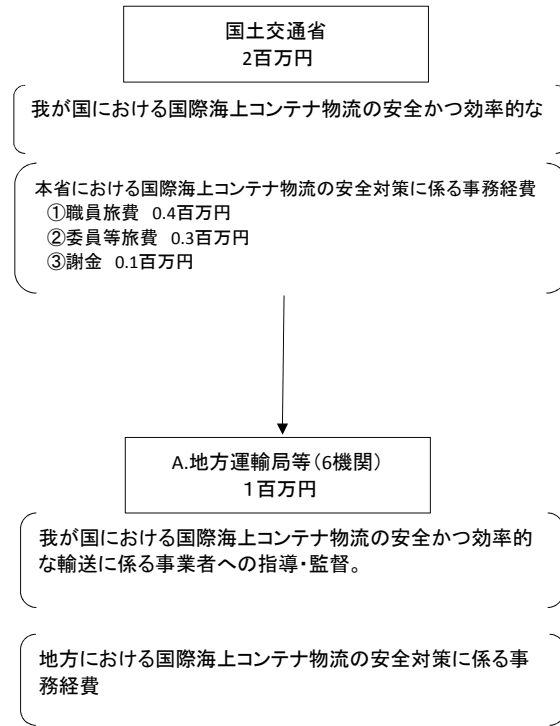 国土交通省
2百万円
我が国における国際海上コンテナ物流の安全かつ効率的な
本省における国際海上コンテナ物流の安全対策に係る事務経費
①職員旅費 0.4百万円
②委員等旅費 0.3百万円
③謝金 0.1百万円
A.地方運輸局等(6機関)
1百万円
我が国における国際海上コンテナ物流の安全かつ効率的
な輸送に係る事業者への指導・監督。
地方における国際海上コンテナ物流の安全対策に係る事
務経費